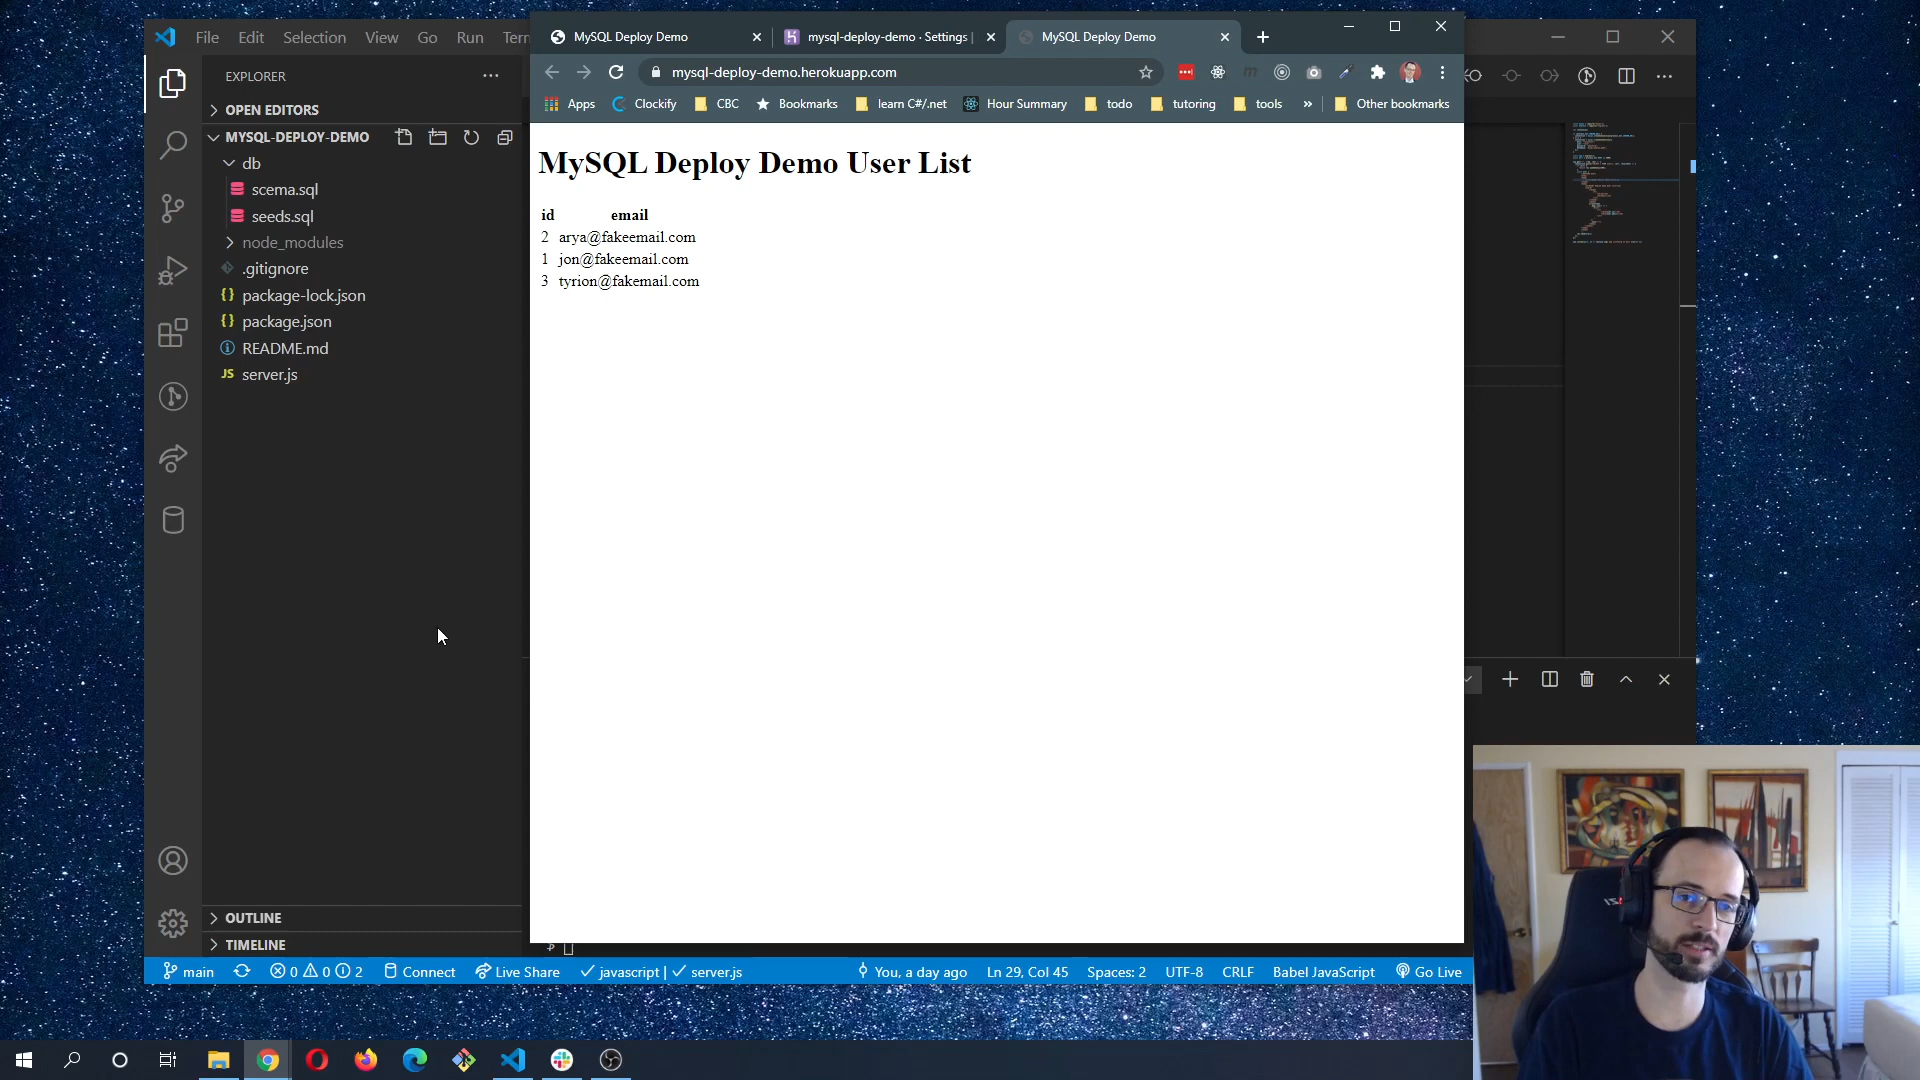 File Edit Selection View Go Run Ter
MySQL Deploy Demo
mysql-deploy-demo · Settings |
MySQL Deploy Demo
mysql-deploy-demo.herokuapp.com
Apps Clockify CBC Bookmarks learn C#/.net Hour Summary todo tutoring tools » Other bookmarks
EXPLORER
OPEN EDITORS
MYSQL-DEPLOY-DEMO
db
scema.sql
seeds.sql
node_modules
.gitignore
package-lock.json
package.json
README.md
JS server.js
OUTLINE
TIMELINE
MySQL Deploy Demo User List
id email
2 arya@fakeemail.com
1 jon@fakeemail.com
3 tyrion@fakemail.com
main 0 0 2 Connect Live Share javascript | server.js You, a day ago Ln 29, Col 45 Spaces: 2 UTF-8 CRLF Babel JavaScript Go Live